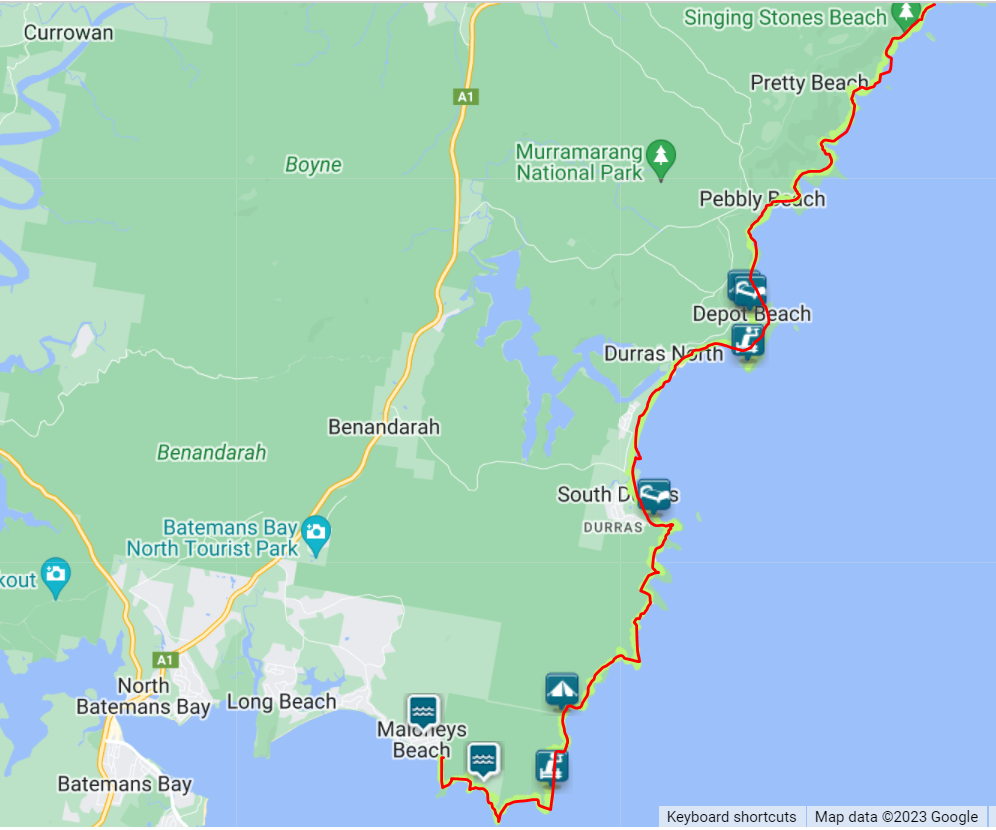 Singing Stones Beach
Currowan
Pretty Beach
A1
Murramarang
National Park
Boyne
Pebbly Beach
Depot Beach
Durras North
Benandarah
Benandarah
South D s
DURRAS
Batemans Bay
North Tourist Park
kout
A1
North
Batemans Bay
Long Beach
Maloneys
Beach
Batemans Bay
Keyboard shortcuts
Map data ©2023 Google